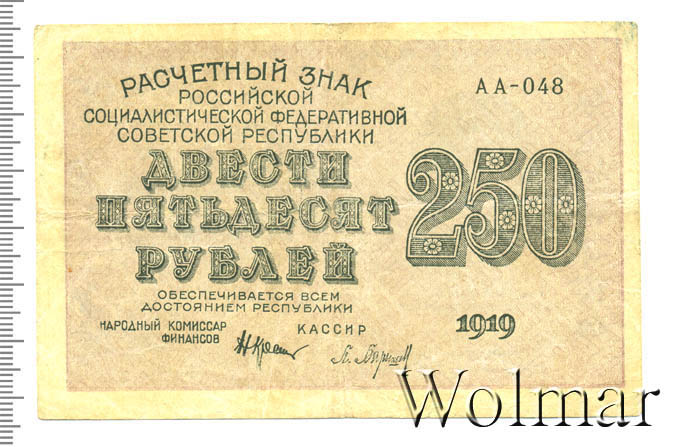 РАСЧЕТНЫЙ ЗНАК
РОССИЙСКОЙ
СОЦИАЛИСТИЧЕСКОЙ ФЕДЕРАТИВНОЙ
СОВЕТСКОЙ РЕСПУБЛИКИ
АА-048
ДВЕСТИ
ПЯТЬДЕСЯТ
РУБЛЕЙ
250
ОБЕСПЕЧИВАЕТСЯ ВСЕМ
ДОСТОЯНИЕМ РЕСПУБЛИКИ
НАРОДНЫЙ КОМИССАР
ФИНАНСОВ
КАССИР
1919
Wolmar